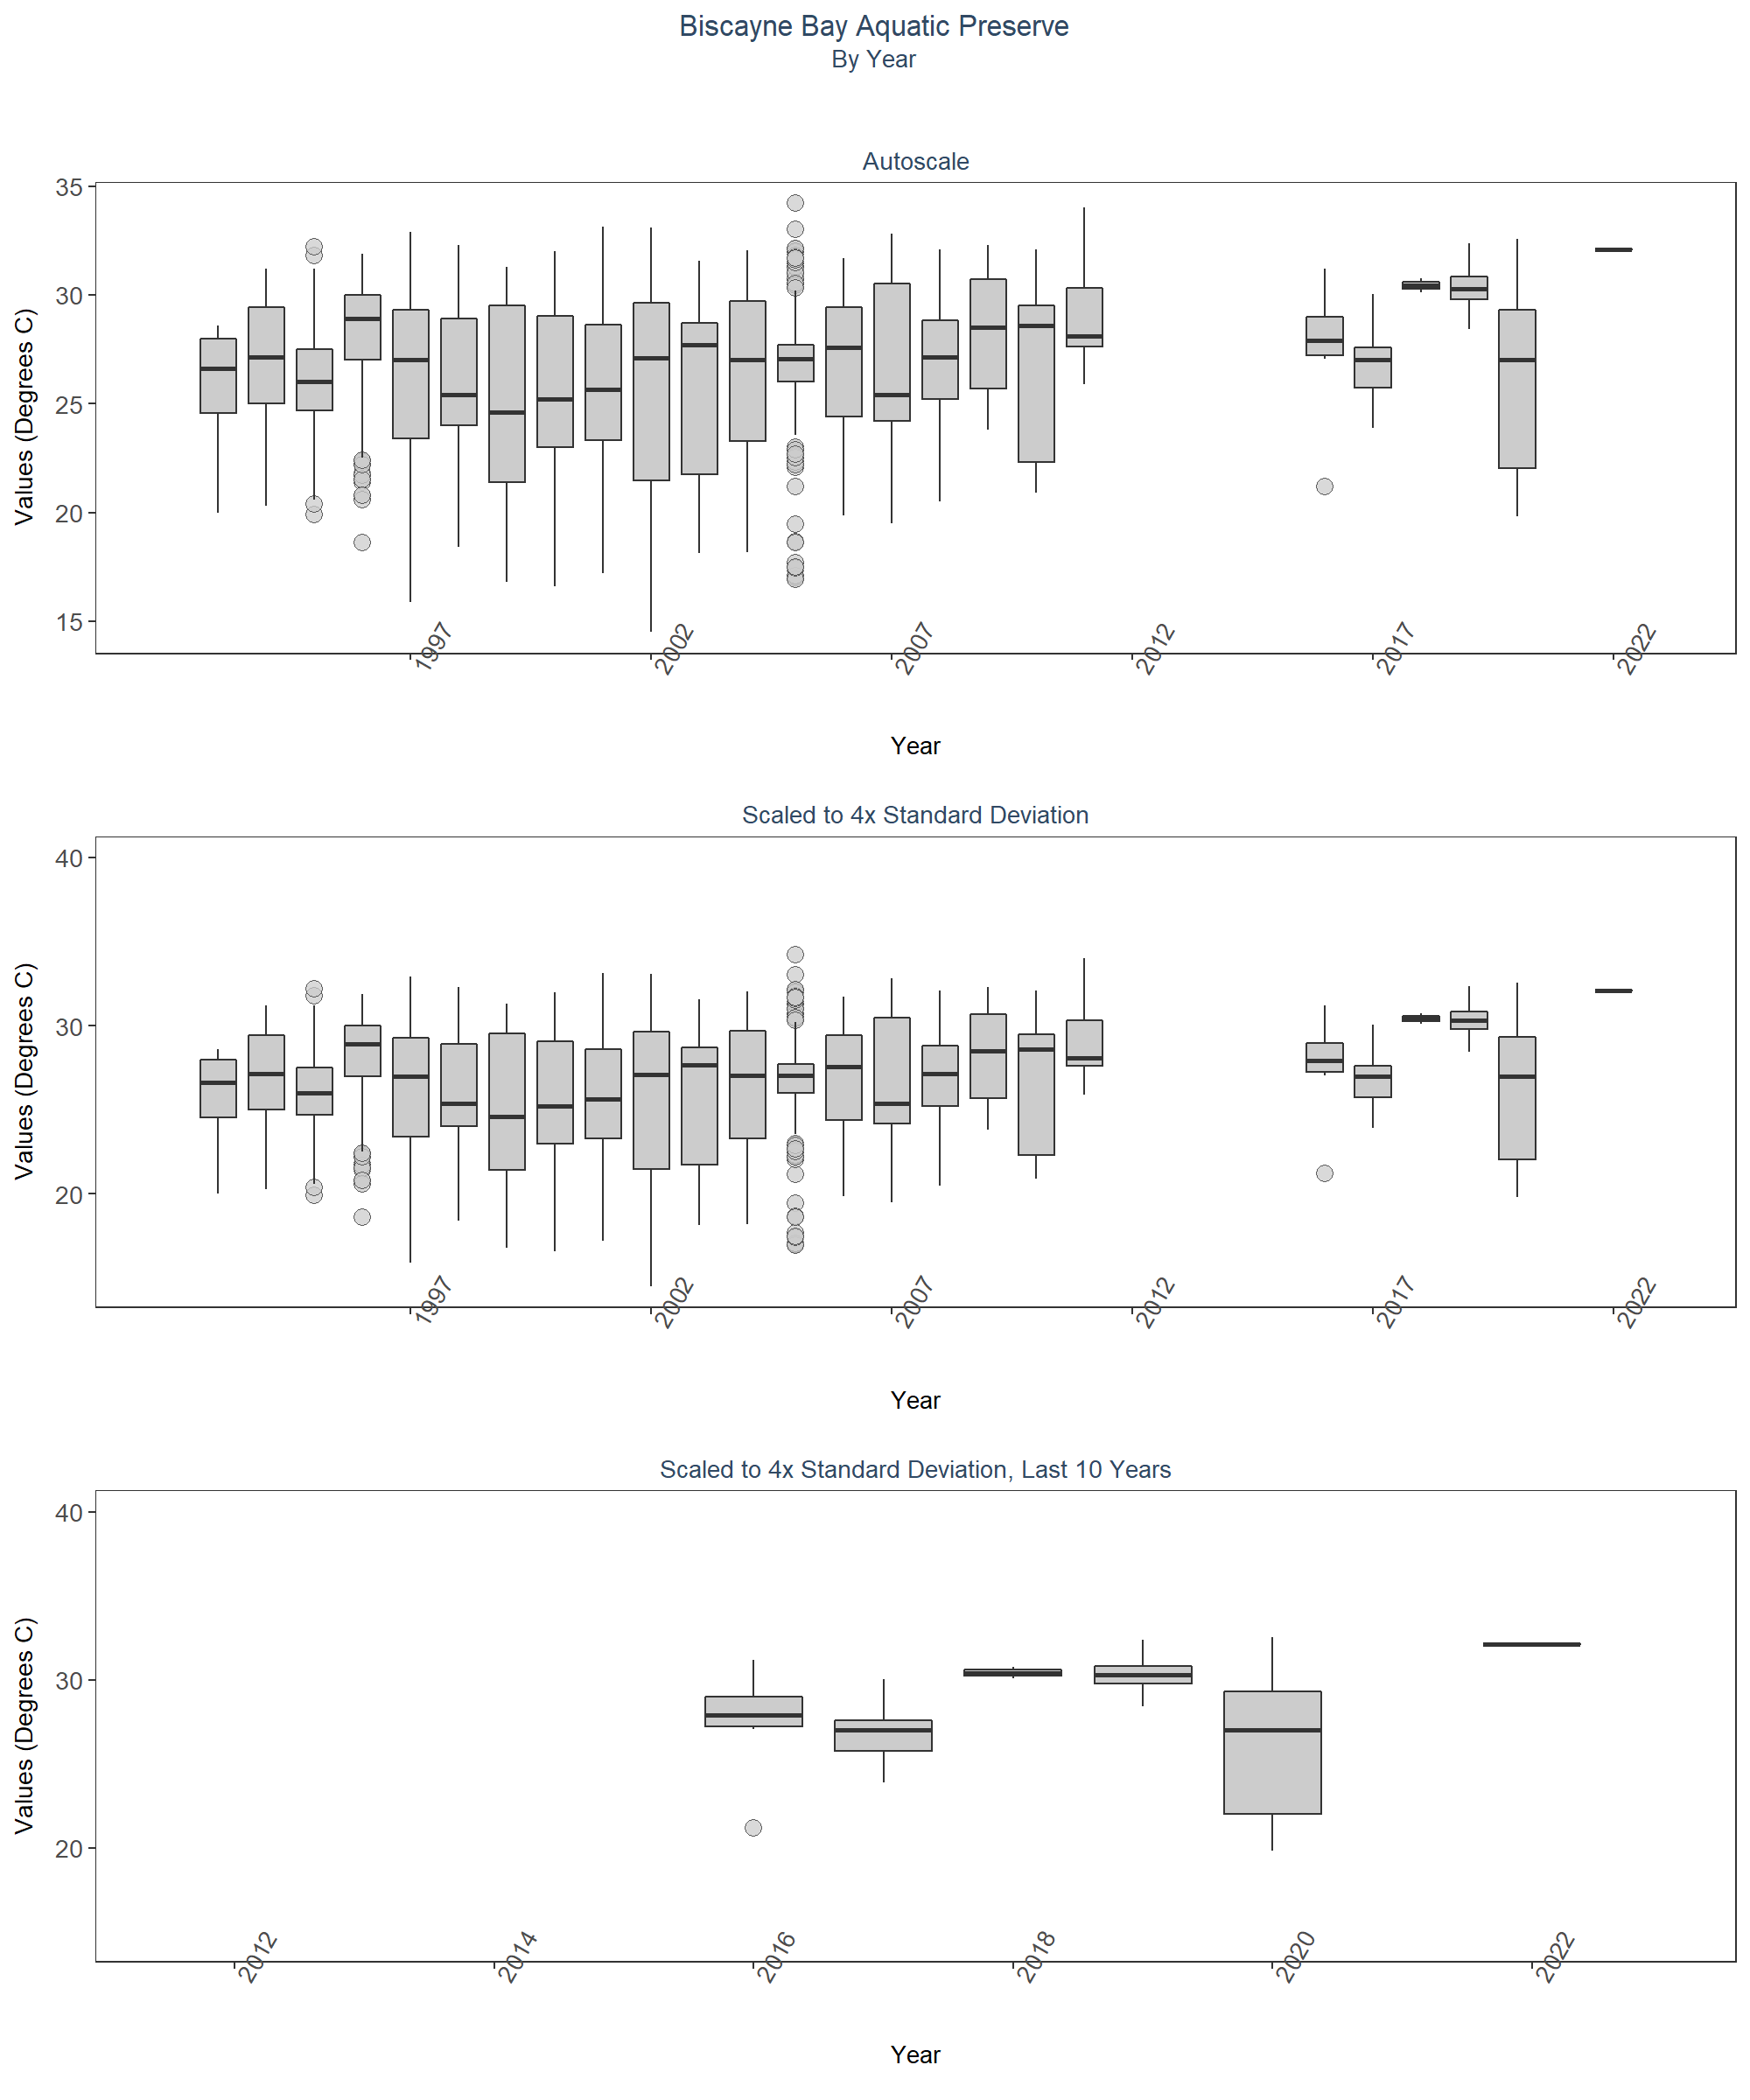 Biscayne Bay Aquatic Preserve
By Year
Autoscale
Values (Degrees C)
35
30
25
20
15
1997
2002
2007
2012
2017
2022
Year
Scaled to 4x Standard Deviation
Values (Degrees C)
40
30
20
1997
2002
2007
2012
2017
2022
Year
Scaled to 4x Standard Deviation, Last 10 Years
Values (Degrees C)
40
30
20
2012
2014
2016
2018
2020
2022
Year